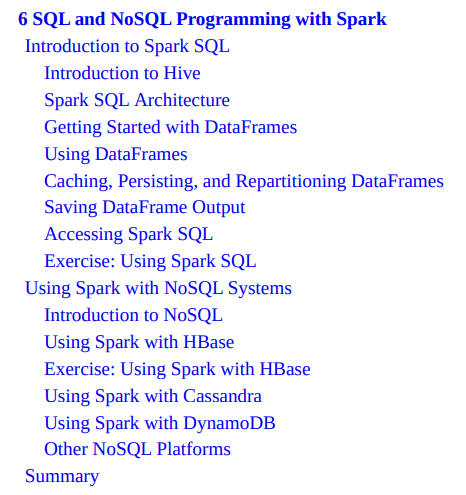 6 SQL and NoSQL Programming with Spark
Introduction to Spark SQL
Introduction to Hive
Spark SQL Architecture
Getting Started with DataFrames
Using DataFrames
Caching, Persisting, and Repartitioning DataFrames
Saving DataFrame Output
Accessing Spark SQL
Exercise: Using Spark SQL
Using Spark with NoSQL Systems
Introduction to NoSQL
Using Spark with HBase
Exercise: Using Spark with HBase
Using Spark with Cassandra
Using Spark with DynamoDB
Other NoSQL Platforms
Summary